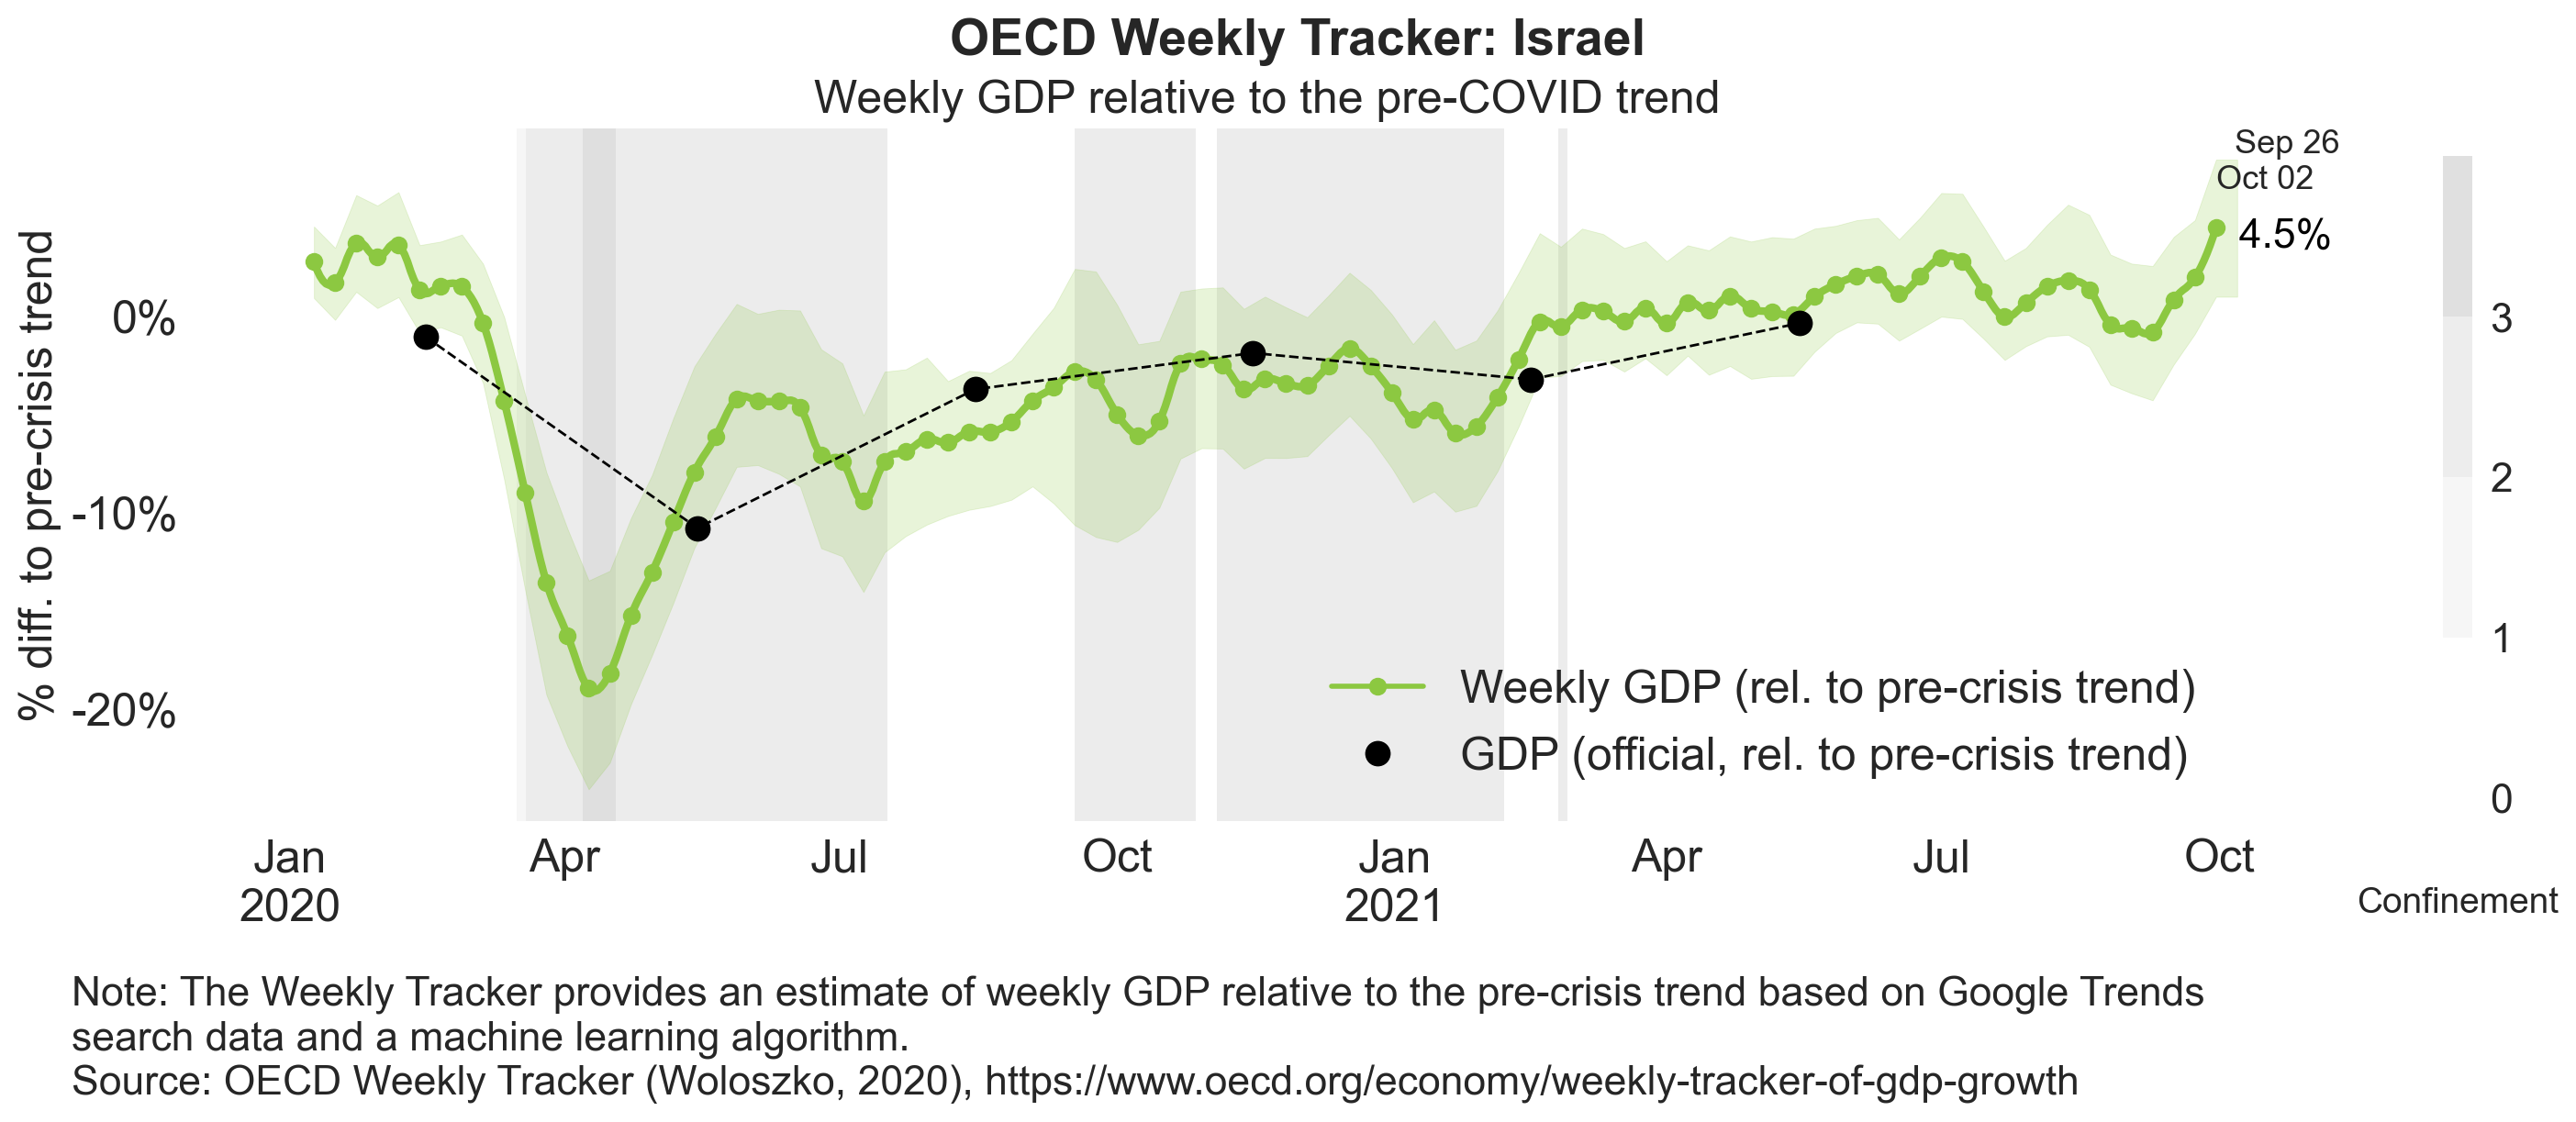 OECD Weekly Tracker: Israel
Weekly GDP relative to the pre-COVID trend
Sep 26
Oct 02
4.5%
% diff. to pre-crisis trend
0%
-10%
-20%
3
2
1
0
Weekly GDP (rel. to pre-crisis trend)
GDP (official, rel. to pre-crisis trend)
Jan Apr Jul Oct Jan Apr Jul Oct
2020 2021
Confinement
Note: The Weekly Tracker provides an estimate of weekly GDP relative to the pre-crisis trend based on Google Trends
search data and a machine learning algorithm.
Source: OECD Weekly Tracker (Woloszko, 2020), https://www.oecd.org/economy/weekly-tracker-of-gdp-growth